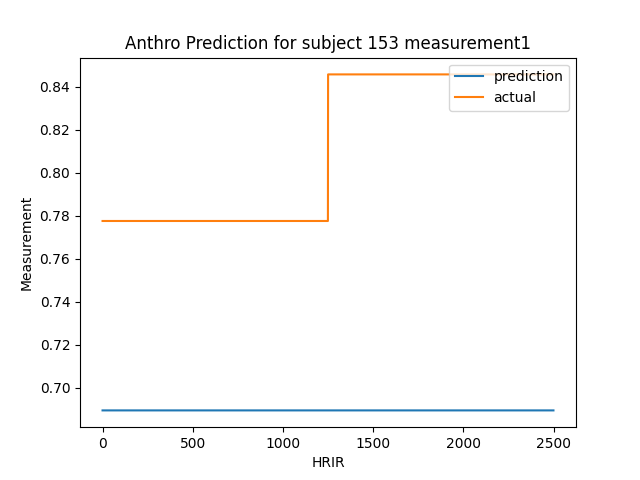 Anthro Prediction for subject 153 measurement1
prediction
actual
Measurement
0.84
0.82
0.80
0.78
0.76
0.74
0.72
0.70
0
500
1000
1500
2000
2500
HRIR